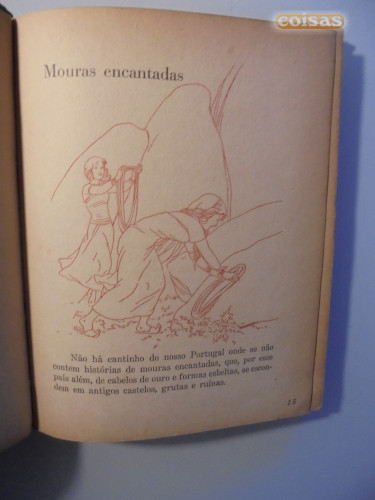 coisas
Mouras encantadas
Não há cantinho do nosso Portugal onde se não
contem histórias de mouras encantadas, que, por esse
país além, de cabelos de ouro e formas esbeltas, se escon-
dem em antigos castelos, grutas e ruínas.
15